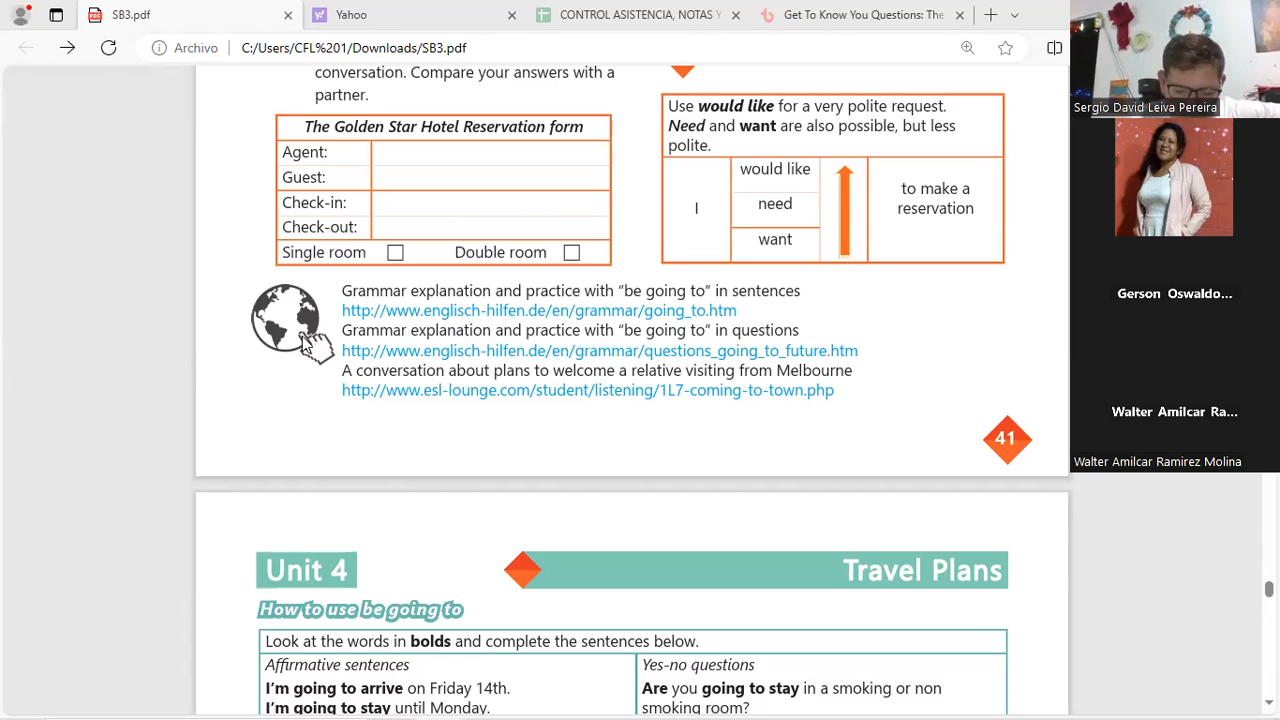 SB3.pdf
Yahoo
CONTROL ASISTENCIA, NOTAS Y
Get To Know You Questions: The
Archivo
C:/Users/CFL%201/Downloads/SB3.pdf
conversation. Compare your answers with a
partner.
The Golden Star Hotel Reservation form
Agent:
Guest:
Check-in:
Check-out:
Single room
Double room
Use would like for a very polite request.
Need and want are also possible, but less
polite.
I
would like
need
want
to make a
reservation
Grammar explanation and practice with “be going to” in sentences
http://www.englisch-hilfen.de/en/grammar/going_to.htm
Grammar explanation and practice with “be going to” in questions
http://www.englisch-hilfen.de/en/grammar/questions_going_to_future.htm
A conversation about plans to welcome a relative visiting from Melbourne
http://www.esl-lounge.com/student/listening/1L7-coming-to-town.php
41
Unit 4
Travel Plans
How to use be going to
Look at the words in bolds and complete the sentences below.
Affirmative sentences
I’m going to arrive on Friday 14th.
I’m going to stay until Monday.
Yes-no questions
Are you going to stay in a smoking or non
smoking room?
Sergio David Leiva Pereira
Gerson Oswaldo...
Walter Amilcar Ra...
Walter Amilcar Ramirez Molina